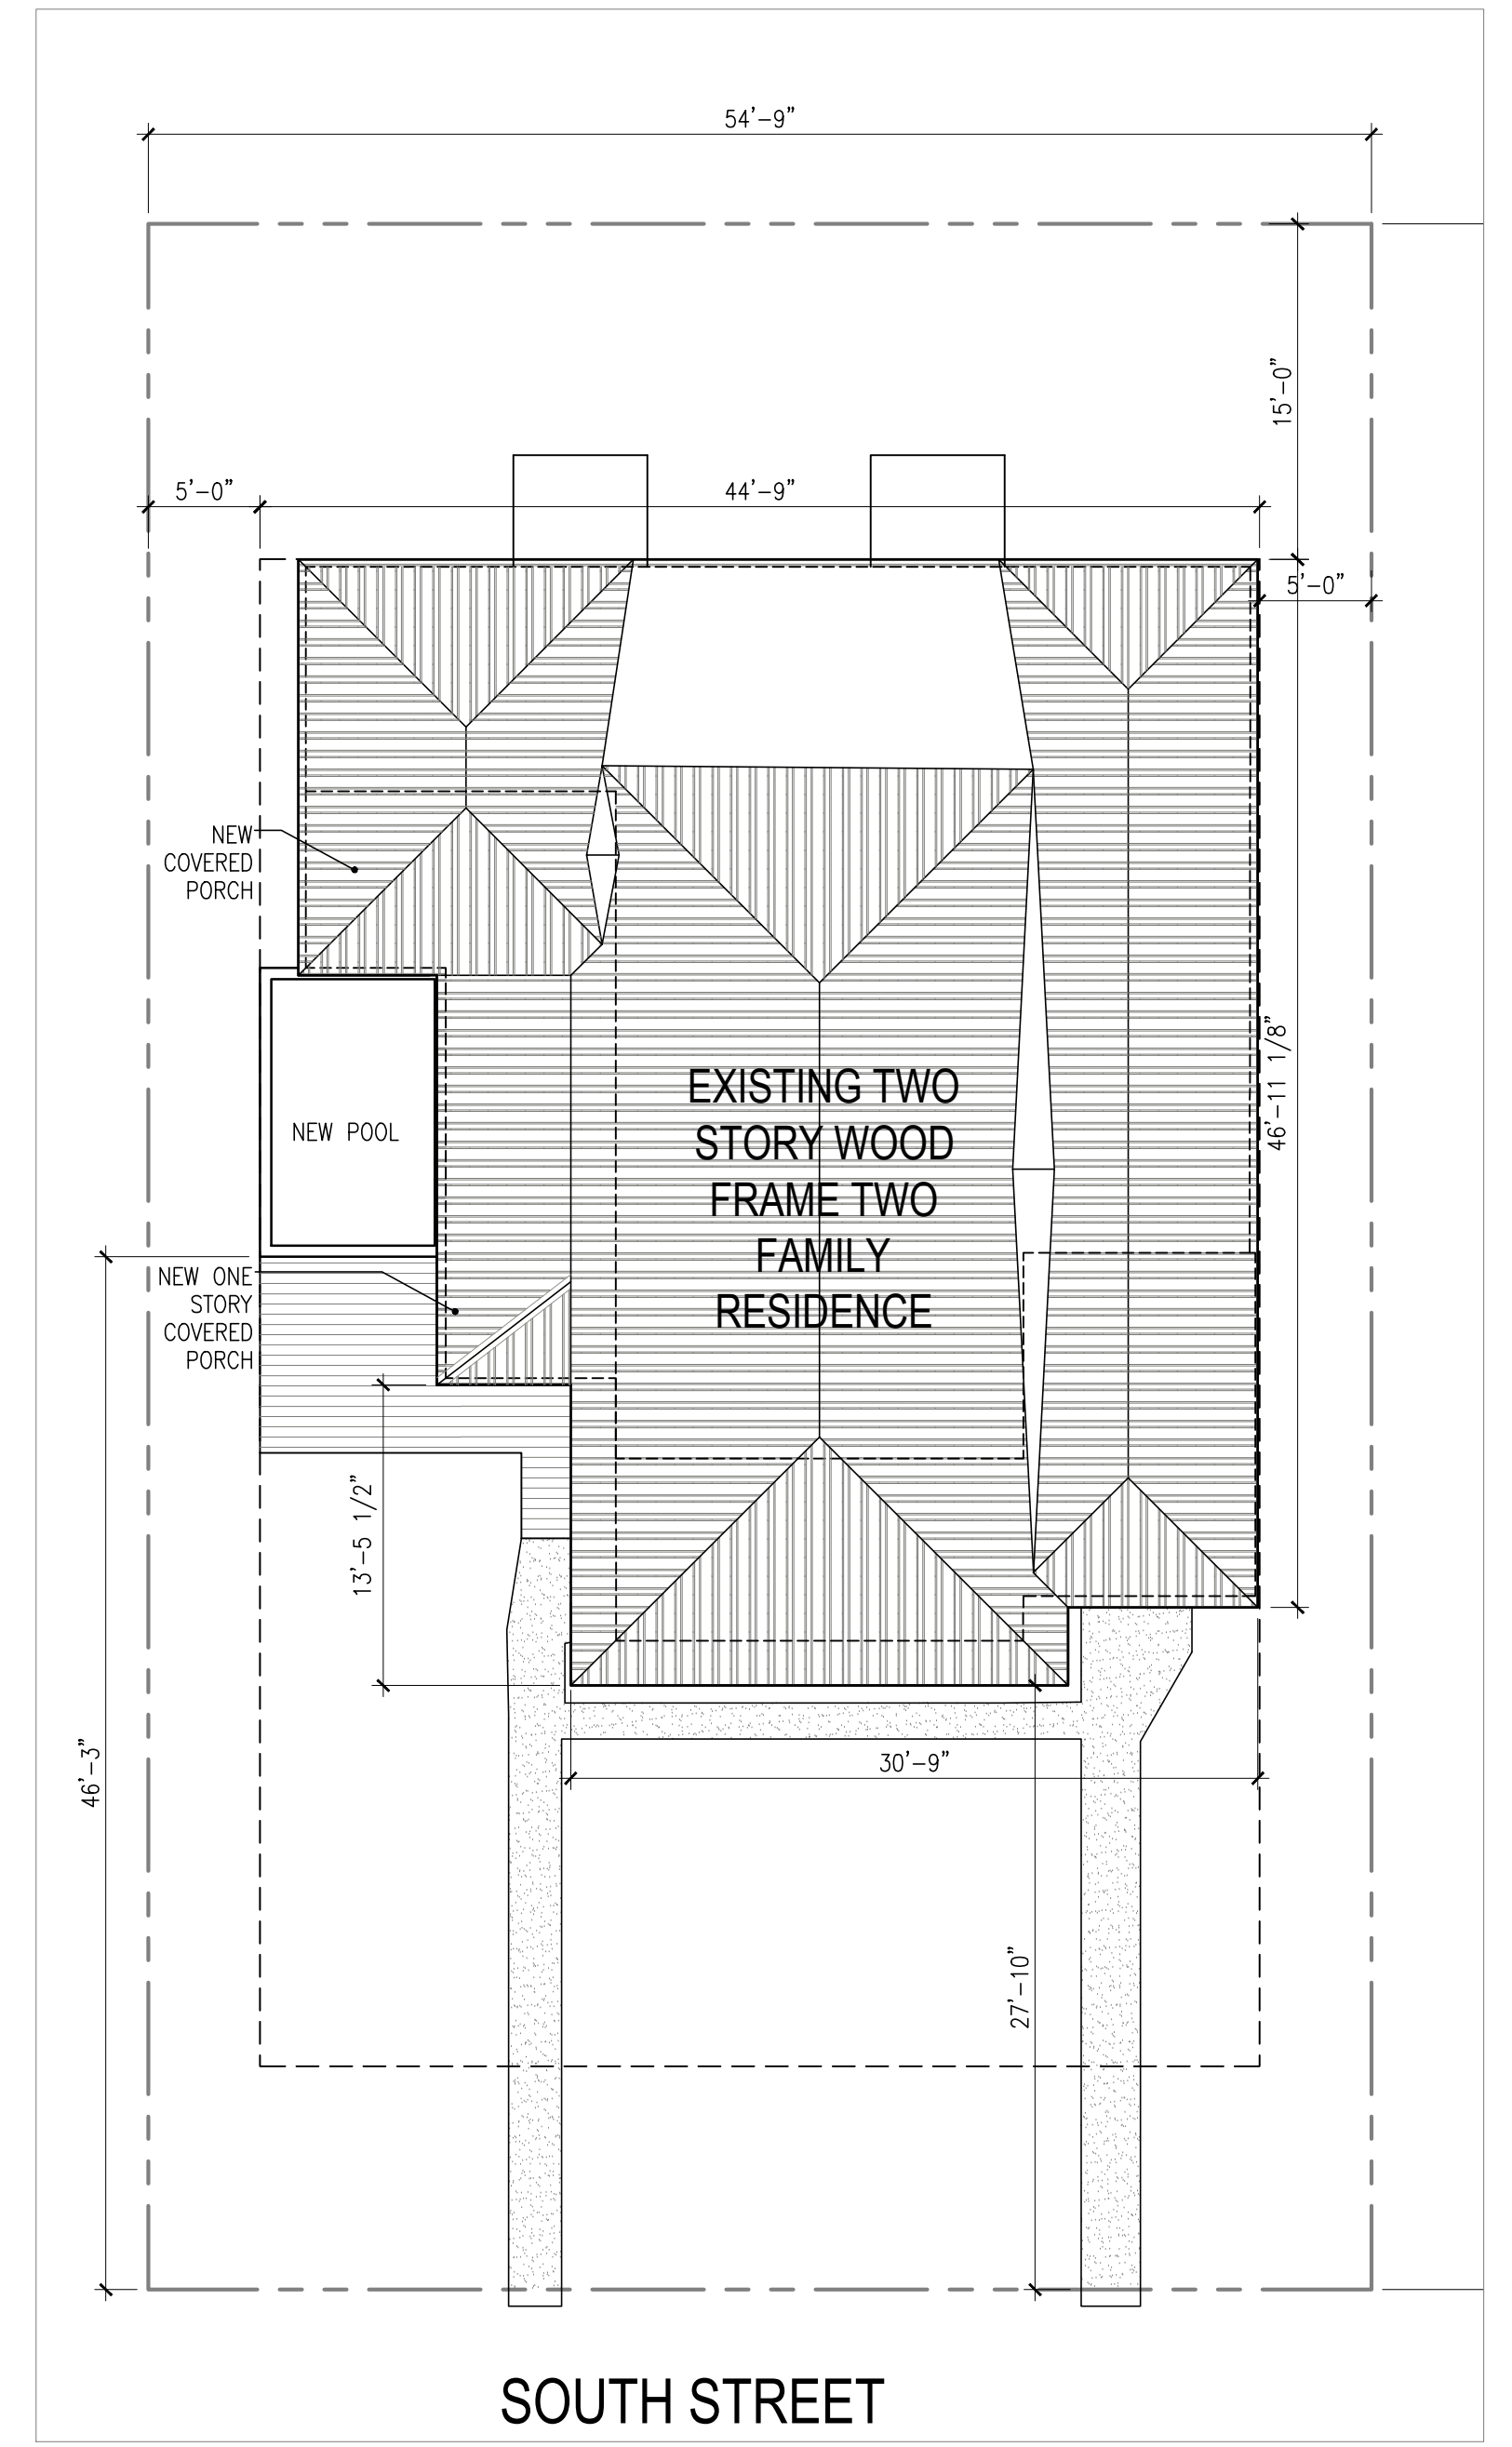 54'-9"
15'-0"
5'-0"
44'-9"
5'-0"
NEW
COVERED
PORCH
46'-11 1/8"
EXISTING TWO
STORY WOOD
FRAME TWO
FAMILY
RESIDENCE
NEW POOL
NEW ONE
STORY
COVERED
PORCH
13'-5 1/2"
46'-3"
30'-9"
27'-10"
SOUTH STREET